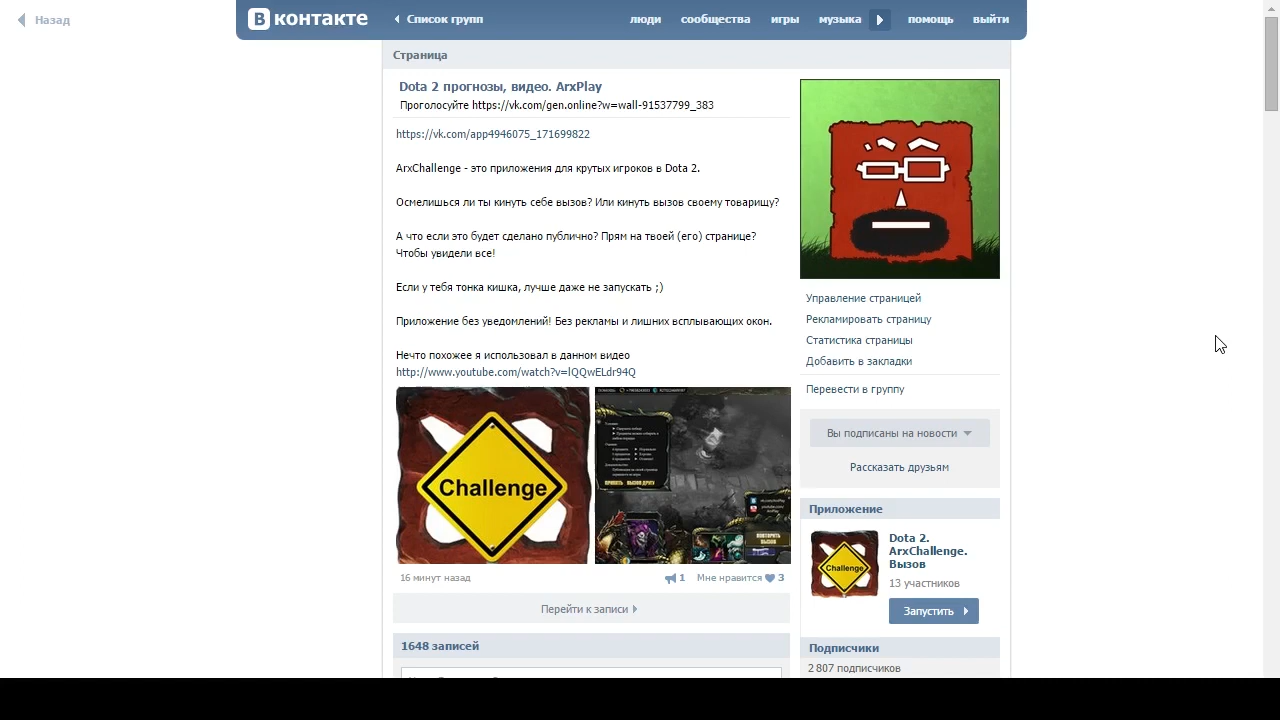 Назад
В контакте
Список групп
люди сообщества игры музыка помощь выйти
Страница
Dota 2 прогнозы, видео. ArxPlay
Проголосуйте https://vk.com/gen.online?w=wall-91537799_383
https://vk.com/app4946075_171699822
ArxChallenge - это приложения для крутых игроков в Dota 2.
Осмелишься ли ты кинуть себе вызов? Или кинуть вызов своему товарищу?
А что если это будет сделано публично? Прям на твоей (его) странице?
Чтобы увидели все!
Если у тебя тонка кишка, лучше даже не запускать ;)
Приложение без уведомлений! Без рекламы и лишних всплывающих окон.
Нечто похожее я использовал в данном видео
http://www.youtube.com/watch?v=lQQwELdr94Q
Challenge
16 минут назад
1 Мне нравится 3
Перейти к записи
1648 записей
Управление страницей
Рекламировать страницу
Статистика страницы
Добавить в закладки
Перевести в группу
Вы подписаны на новости
Рассказать друзьям
Приложение
Challenge
Dota 2.
ArxChallenge.
Вызов
13 участников
Запустить
Подписчики
2 807 подписчиков